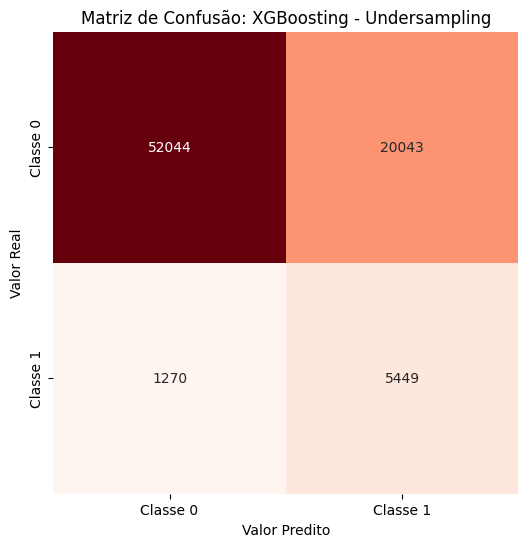 Matriz de Confusão: XGBoosting - Undersampling
Classe 0
52044
20043
Valor Real
Classe 1
1270
5449
Classe 0
Classe 1
Valor Predito